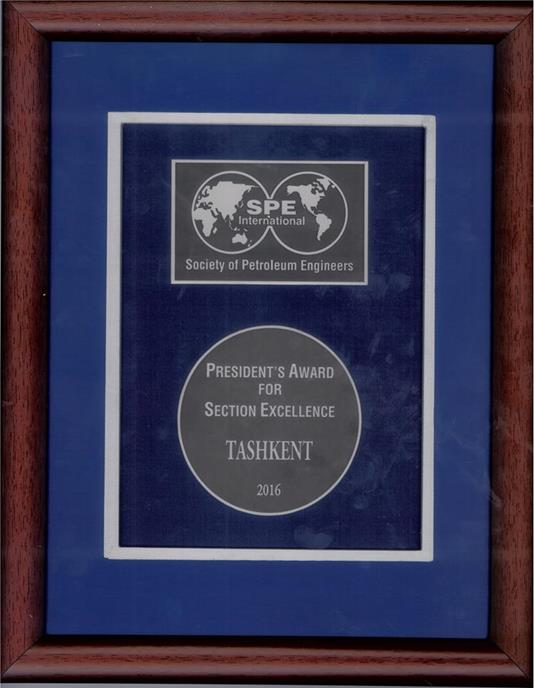 SPE
International
Society of Petroleum Engineers
PRESIDENT'S AWARD
FOR
SECTION EXCELLENCE
TASHKENT
2016